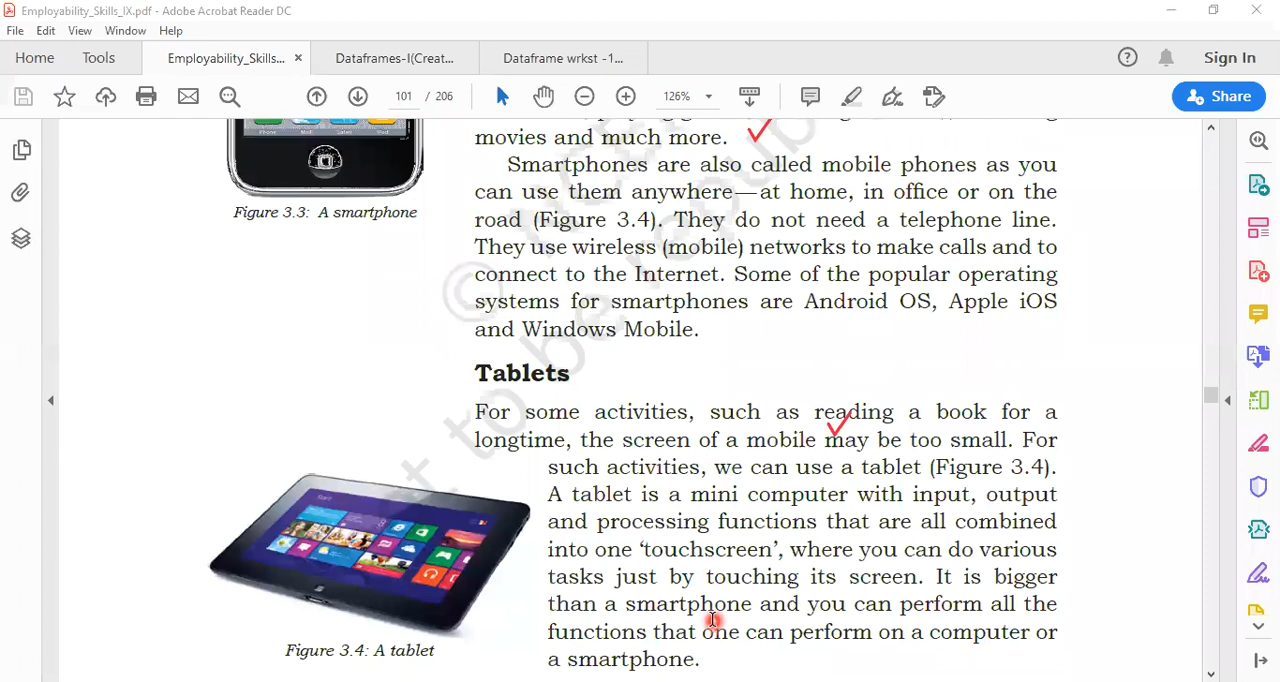 Employability_Skills_IX.pdf - Adobe Acrobat Reader DC
File Edit View Window Help
Home Tools Employability_Skills... × Dataframes-I(Creat... Dataframe wrkst -1... Sign In
101 / 206 126% Share
movies and much more.
Smartphones are also called mobile phones as you
can use them anywhere—at home, in office or on the
road (Figure 3.4). They do not need a telephone line.
They use wireless (mobile) networks to make calls and to
connect to the Internet. Some of the popular operating
systems for smartphones are Android OS, Apple iOS
and Windows Mobile.
Figure 3.3: A smartphone
Tablets
For some activities, such as reading a book for a
longtime, the screen of a mobile may be too small. For
such activities, we can use a tablet (Figure 3.4).
A tablet is a mini computer with input, output
and processing functions that are all combined
into one ‘touchscreen’, where you can do various
tasks just by touching its screen. It is bigger
than a smartphone and you can perform all the
functions that one can perform on a computer or
a smartphone.
Figure 3.4: A tablet